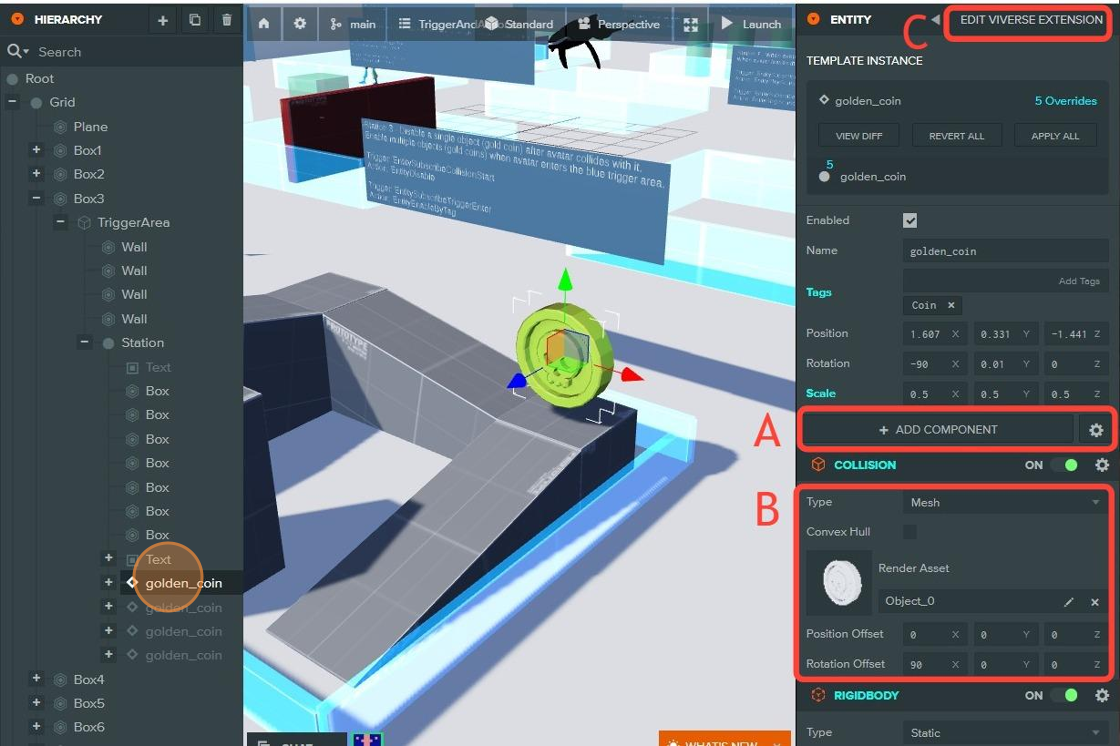 HIERARCHY
Search
Root
Grid
Plane
Box1
Box2
Box3
TriggerArea
Wall
Wall
Wall
Wall
Station
Text
Box
Box
Box
Box
Box
Box
Box
Text
golden_coin
golden_coin
golden_coin
golden_coin
Box4
Box5
Box6
main
TriggerAnd
Standard
Perspective
Launch
Disable a single object (gold coin) after avatar collides with it.
Enable multiple objects (gold coins) when avatar enters the blue trigger area.
Trigger: EntitySubscribeCollisionStart
Action: EntityDisable
Trigger: EntitySubscribeTriggerEnter
Action: EntityEnableByTag
PROTOTYPE
CHAT
WHAT'S NEW
ENTITY
C
EDIT VIVERSE EXTENSION
TEMPLATE INSTANCE
golden_coin
5 Overrides
VIEW DIFF
REVERT ALL
APPLY ALL
5
golden_coin
Enabled
Name
golden_coin
Tags
Add Tags
Coin ×
Position
1.607 X
0.331 Y
-1.441 Z
Rotation
-90 X
0.01 Y
0 Z
Scale
0.5 X
0.5 Y
0.5 Z
A
+ ADD COMPONENT
COLLISION
ON
B
Type
Mesh
Convex Hull
Render Asset
Object_0
Position Offset
0 X
0 Y
0 Z
Rotation Offset
90 X
0 Y
0 Z
RIGIDBODY
ON
Type
Static